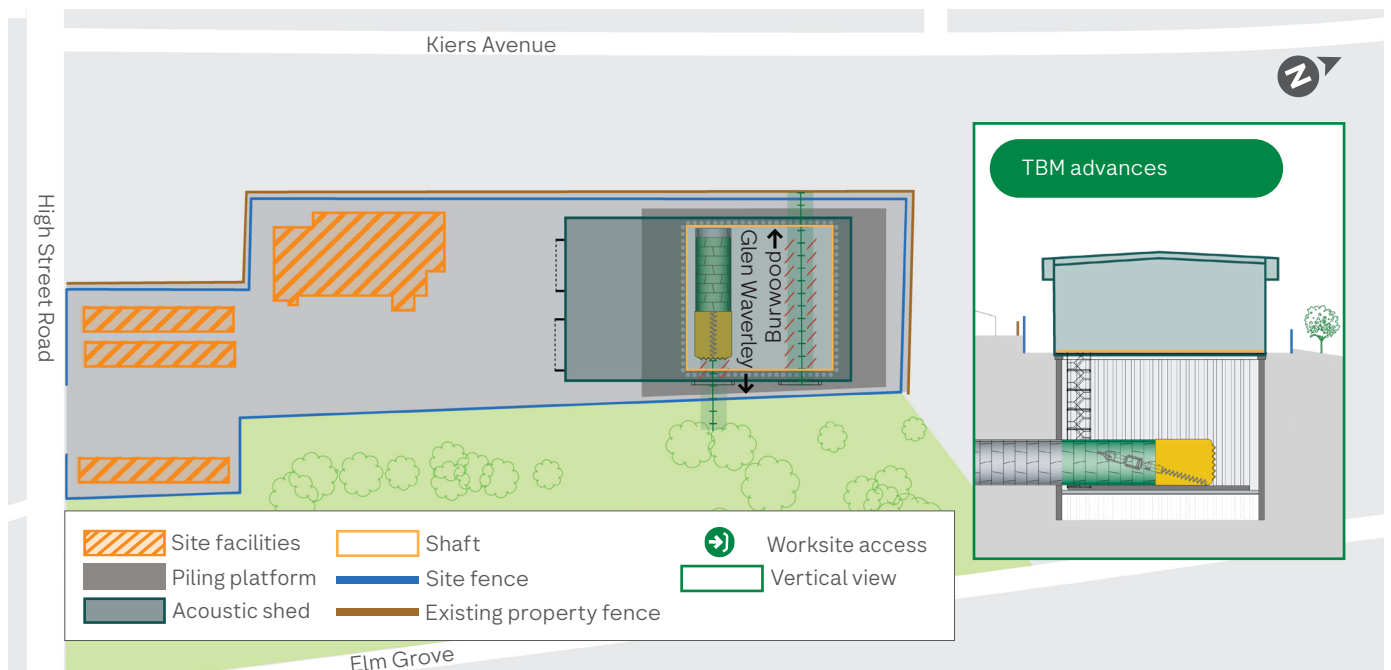 Kiers Avenue
N
TBM advances
High Street Road
Burwood
Glen Waverley
Site facilities
Piling platform
Acoustic shed
Shaft
Site fence
Existing property fence
Worksite access
Vertical view
Elm Grove